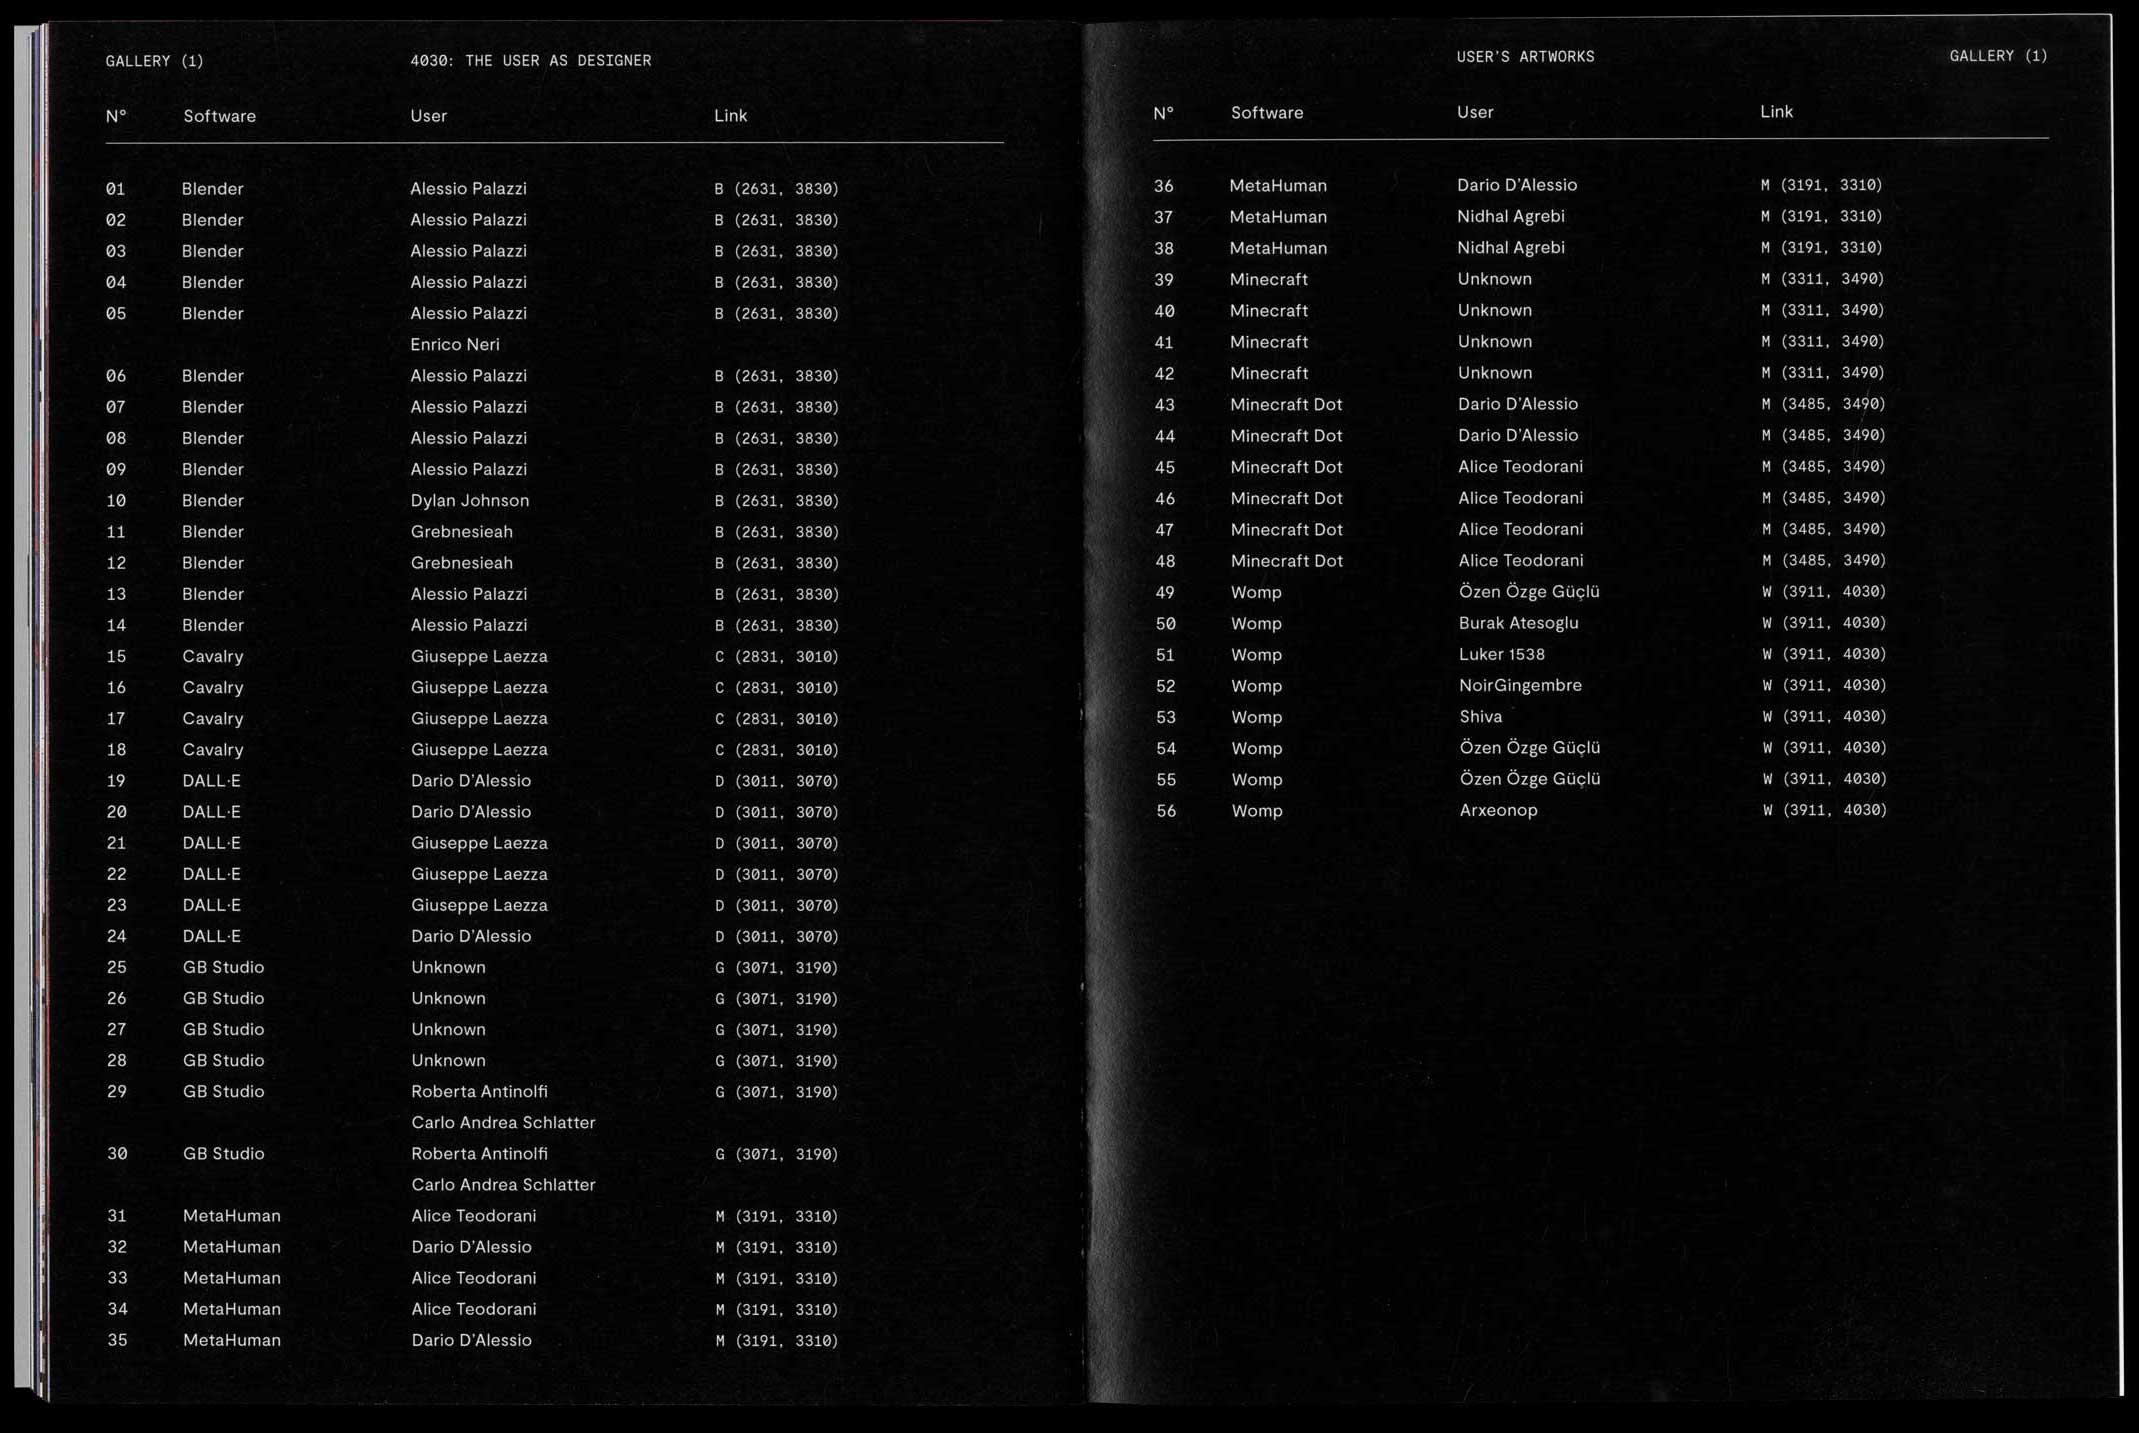 GALLERY (1) 4030: THE USER AS DESIGNER
N° Software User Link
01 Blender Alessio Palazzi B (2631, 3830)
02 Blender Alessio Palazzi B (2631, 3830)
03 Blender Alessio Palazzi B (2631, 3830)
04 Blender Alessio Palazzi B (2631, 3830)
05 Blender Alessio Palazzi B (2631, 3830)
Enrico Neri
06 Blender Alessio Palazzi B (2631, 3830)
07 Blender Alessio Palazzi B (2631, 3830)
08 Blender Alessio Palazzi B (2631, 3830)
09 Blender Alessio Palazzi B (2631, 3830)
10 Blender Dylan Johnson B (2631, 3830)
11 Blender Grebnesieah B (2631, 3830)
12 Blender Grebnesieah B (2631, 3830)
13 Blender Alessio Palazzi B (2631, 3830)
14 Blender Alessio Palazzi B (2631, 3830)
15 Cavalry Giuseppe Laezza C (2831, 3010)
16 Cavalry Giuseppe Laezza C (2831, 3010)
17 Cavalry Giuseppe Laezza C (2831, 3010)
18 Cavalry Giuseppe Laezza C (2831, 3010)
19 DALL·E Dario D'Alessio D (3011, 3070)
20 DALL·E Dario D'Alessio D (3011, 3070)
21 DALL·E Giuseppe Laezza D (3011, 3070)
22 DALL·E Giuseppe Laezza D (3011, 3070)
23 DALL·E Giuseppe Laezza D (3011, 3070)
24 DALL·E Dario D'Alessio D (3011, 3070)
25 GB Studio Unknown G (3071, 3190)
26 GB Studio Unknown G (3071, 3190)
27 GB Studio Unknown G (3071, 3190)
28 GB Studio Unknown G (3071, 3190)
29 GB Studio Roberta Antinolfi G (3071, 3190)
Carlo Andrea Schlatter
30 GB Studio Roberta Antinolfi G (3071, 3190)
Carlo Andrea Schlatter
31 MetaHuman Alice Teodorani M (3191, 3310)
32 MetaHuman Dario D'Alessio M (3191, 3310)
33 MetaHuman Alice Teodorani M (3191, 3310)
34 MetaHuman Alice Teodorani M (3191, 3310)
35 MetaHuman Dario D'Alessio M (3191, 3310)
USER'S ARTWORKS GALLERY (1)
N° Software User Link
36 MetaHuman Dario D'Alessio M (3191, 3310)
37 MetaHuman Nidhal Agrebi M (3191, 3310)
38 MetaHuman Nidhal Agrebi M (3191, 3310)
39 Minecraft Unknown M (3311, 3490)
40 Minecraft Unknown M (3311, 3490)
41 Minecraft Unknown M (3311, 3490)
42 Minecraft Unknown M (3311, 3490)
43 Minecraft Dot Dario D'Alessio M (3485, 3490)
44 Minecraft Dot Dario D'Alessio M (3485, 3490)
45 Minecraft Dot Alice Teodorani M (3485, 3490)
46 Minecraft Dot Alice Teodorani M (3485, 3490)
47 Minecraft Dot Alice Teodorani M (3485, 3490)
48 Minecraft Dot Alice Teodorani M (3485, 3490)
49 Womp Özen Özge Güçlü W (3911, 4030)
50 Womp Burak Atesoglu W (3911, 4030)
51 Womp Luker 1538 W (3911, 4030)
52 Womp NoirGingembre W (3911, 4030)
53 Womp Shiva W (3911, 4030)
54 Womp Özen Özge Güçlü W (3911, 4030)
55 Womp Özen Özge Güçlü W (3911, 4030)
56 Womp Arxeonop W (3911, 4030)